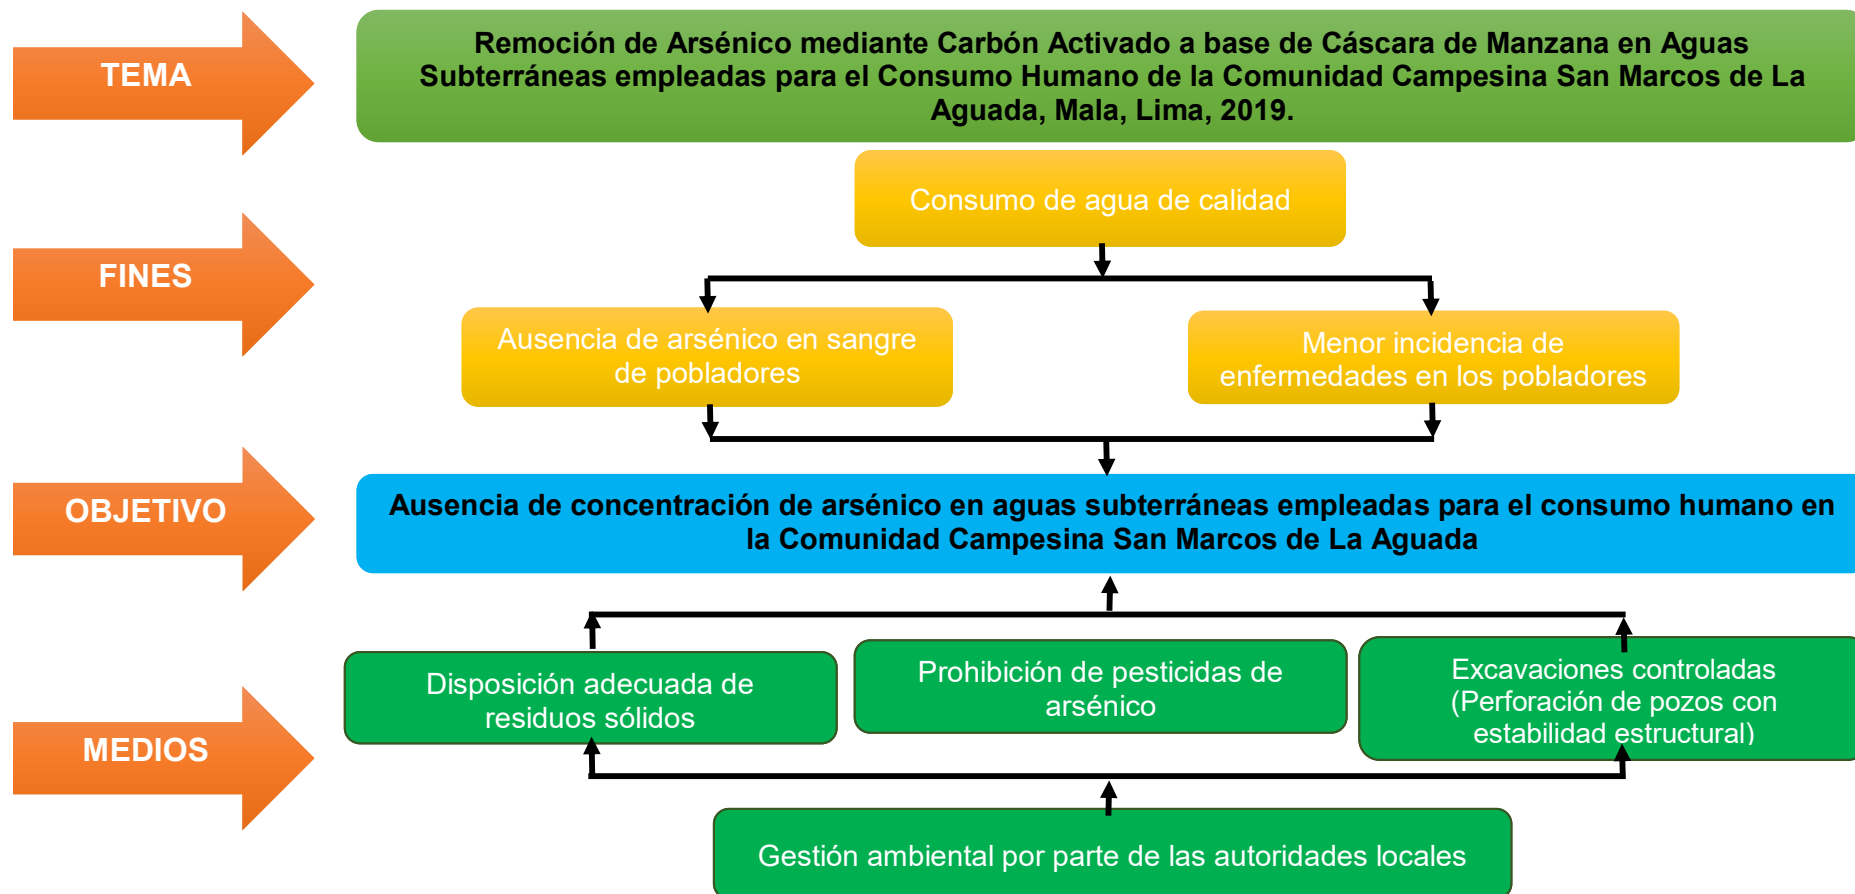 TEMA
Remoción de Arsénico mediante Carbón Activado a base de Cáscara de Manzana en Aguas
Subterráneas empleadas para el Consumo Humano de la Comunidad Campesina San Marcos de La
Aguada, Mala, Lima, 2019.
FINES
Consumo de agua de calidad
Ausencia de arsénico en sangre
de pobladores
Menor incidencia de
enfermedades en los pobladores
OBJETIVO
Ausencia de concentración de arsénico en aguas subterráneas empleadas para el consumo humano en
la Comunidad Campesina San Marcos de La Aguada
MEDIOS
Disposición adecuada de
residuos sólidos
Prohibición de pesticidas de
arsénico
Excavaciones controladas
(Perforación de pozos con
estabilidad estructural)
Gestión ambiental por parte de las autoridades locales